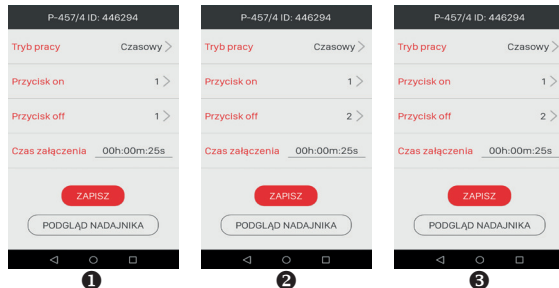 P-457/4 ID: 446294
Tryb pracy Czasowy >
Przycisk on 1 >
Przycisk off 1 >
Czas załączenia 00h:00m:25s
ZAPISZ
PODGLĄD NADAJNIKA
❶
P-457/4 ID: 446294
Tryb pracy Czasowy >
Przycisk on 1 >
Przycisk off 2 >
Czas załączenia 00h:00m:25s
ZAPISZ
PODGLĄD NADAJNIKA
❷
P-457/4 ID: 446294
Tryb pracy Czasowy >
Przycisk on 1 >
Przycisk off 2 >
Czas załączenia 00h:00m:25s
ZAPISZ
PODGLĄD NADAJNIKA
❸